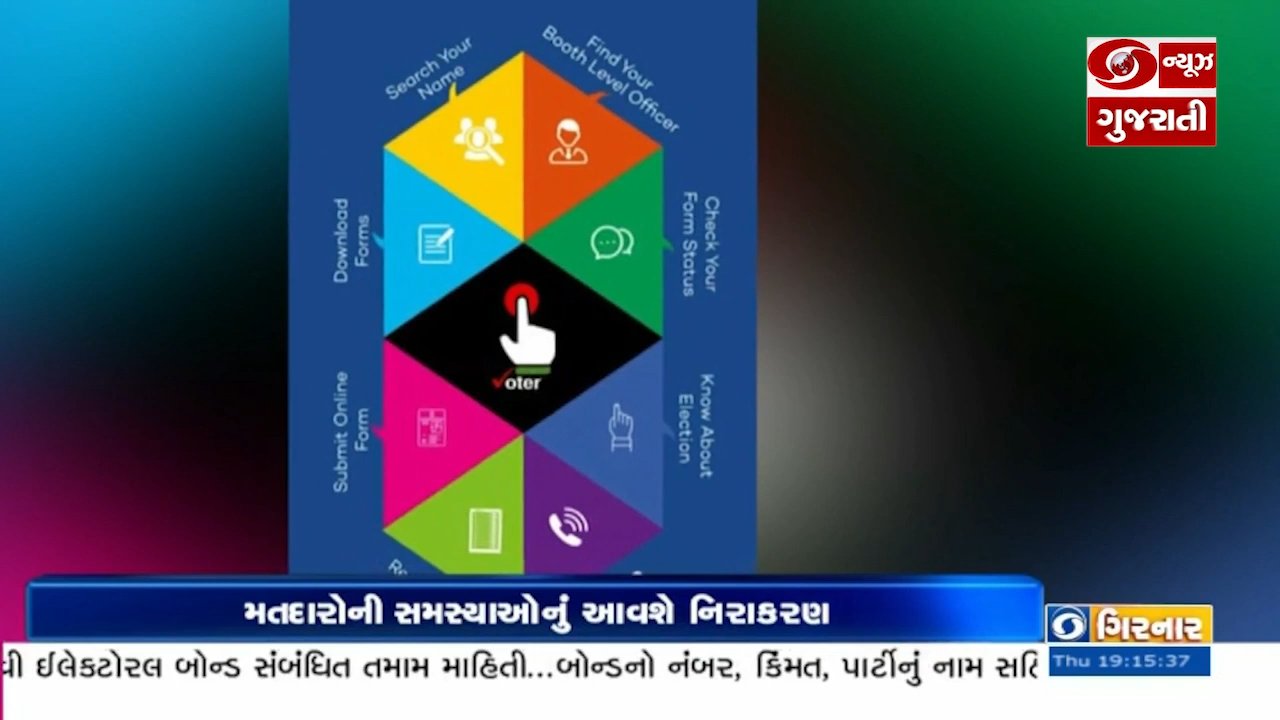 Search Your
Name
Find Your
Booth Level Officer
ન્યૂઝ
ગુજરાતી
Download
Forms
Check Your
Form Status
Voter
Submit Online
Form
Know About
Election
મતદારોની સમસ્યાઓનું આવશે નિરાકરણ
ગિરનાર
Thu 19:15:37
વી ઈલેકટોરલ બોન્ડ સંબંધિત તમામ માહિતી...બોન્ડનો નંબર, કિંમત, પાર્ટીનું નામ સહિ